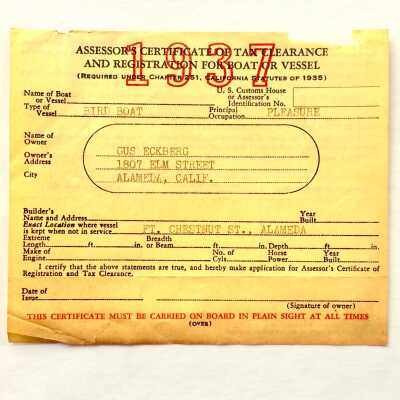 ASSESSOR'S CERTIFICATE OF TAX CLEARANCE
AND REGISTRATION FOR BOAT OR VESSEL
1937
(REQUIRED UNDER CHAPTER 251, CALIFORNIA STATUTES OF 1935)
Name of Boat or Vessel
U. S. Customs House or Assessor's Identification No.
Type of Vessel BIRD BOAT Principal Occupation PLEASURE
Name of Owner GUS ECKBERG
Owner's Address 1807 ELM STREET
City ALAMEDA, CALIF.
Builder's Name and Address Year Built
Exact Location where vessel is kept when not in service FT. CHESTNUT ST., ALAMEDA
Extreme Length ft. in. Breadth or Beam ft. in. Depth ft. in.
Make of Engine No. of Cyls. Horse Power Year Built
I certify that the above statements are true, and hereby make application for Assessor's Certificate of
Registration and Tax Clearance.
Date of Issue
(Signature of owner)
THIS CERTIFICATE MUST BE CARRIED ON BOARD IN PLAIN SIGHT AT ALL TIMES
(OVER)